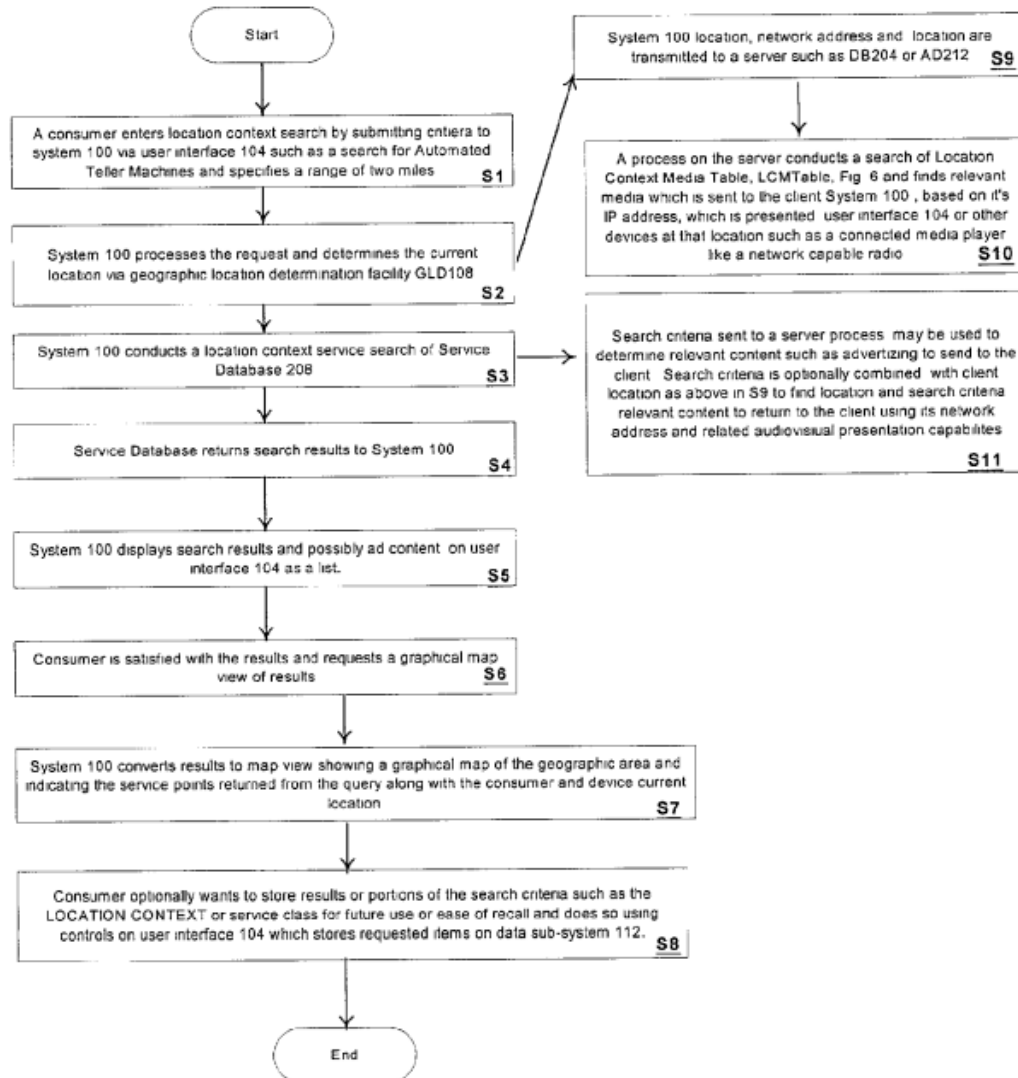 Start
A consumer enters location context search by submitting critiera to
system 100 via user interface 104 such as a search for Automated
Teller Machines and specifies a range of two miles
S1
System 100 processes the request and determines the current
location via geographic location determination facility GLD108
S2
System 100 conducts a location context service search of Service
Database 208
S3
Service Database returns search results to System 100
S4
System 100 displays search results and possibly ad content on user
interface 104 as a list.
S5
Consumer is satisfied with the results and requests a graphical map
view of results
S6
System 100 converts results to map view showing a graphical map of the geographic area and
indicating the service points returned from the query along with the consumer and device current
location
S7
Consumer optionally wants to store results or portions of the search criteria such as the
LOCATION CONTEXT or service class for future use or ease of recall and does so using
controls on user interface 104 which stores requested items on data sub-system 112.
S8
End
System 100 location, network address and location are
transmitted to a server such as DB204 or AD212
S9
A process on the server conducts a search of Location
Context Media Table, LCMTable, Fig 6 and finds relevant
media which is sent to the client System 100 , based on it's
IP address, which is presented user interface 104 or other
devices at that location such as a connected media player
like a network capable radio
S10
Search criteria sent to a server process may be used to
determine relevant content such as advertizing to send to the
client Search criteria is optionally combined with client
location as above in S9 to find location and search criteria
relevant content to return to the client using its network
address and related audiovisiual presentation capabilites
S11